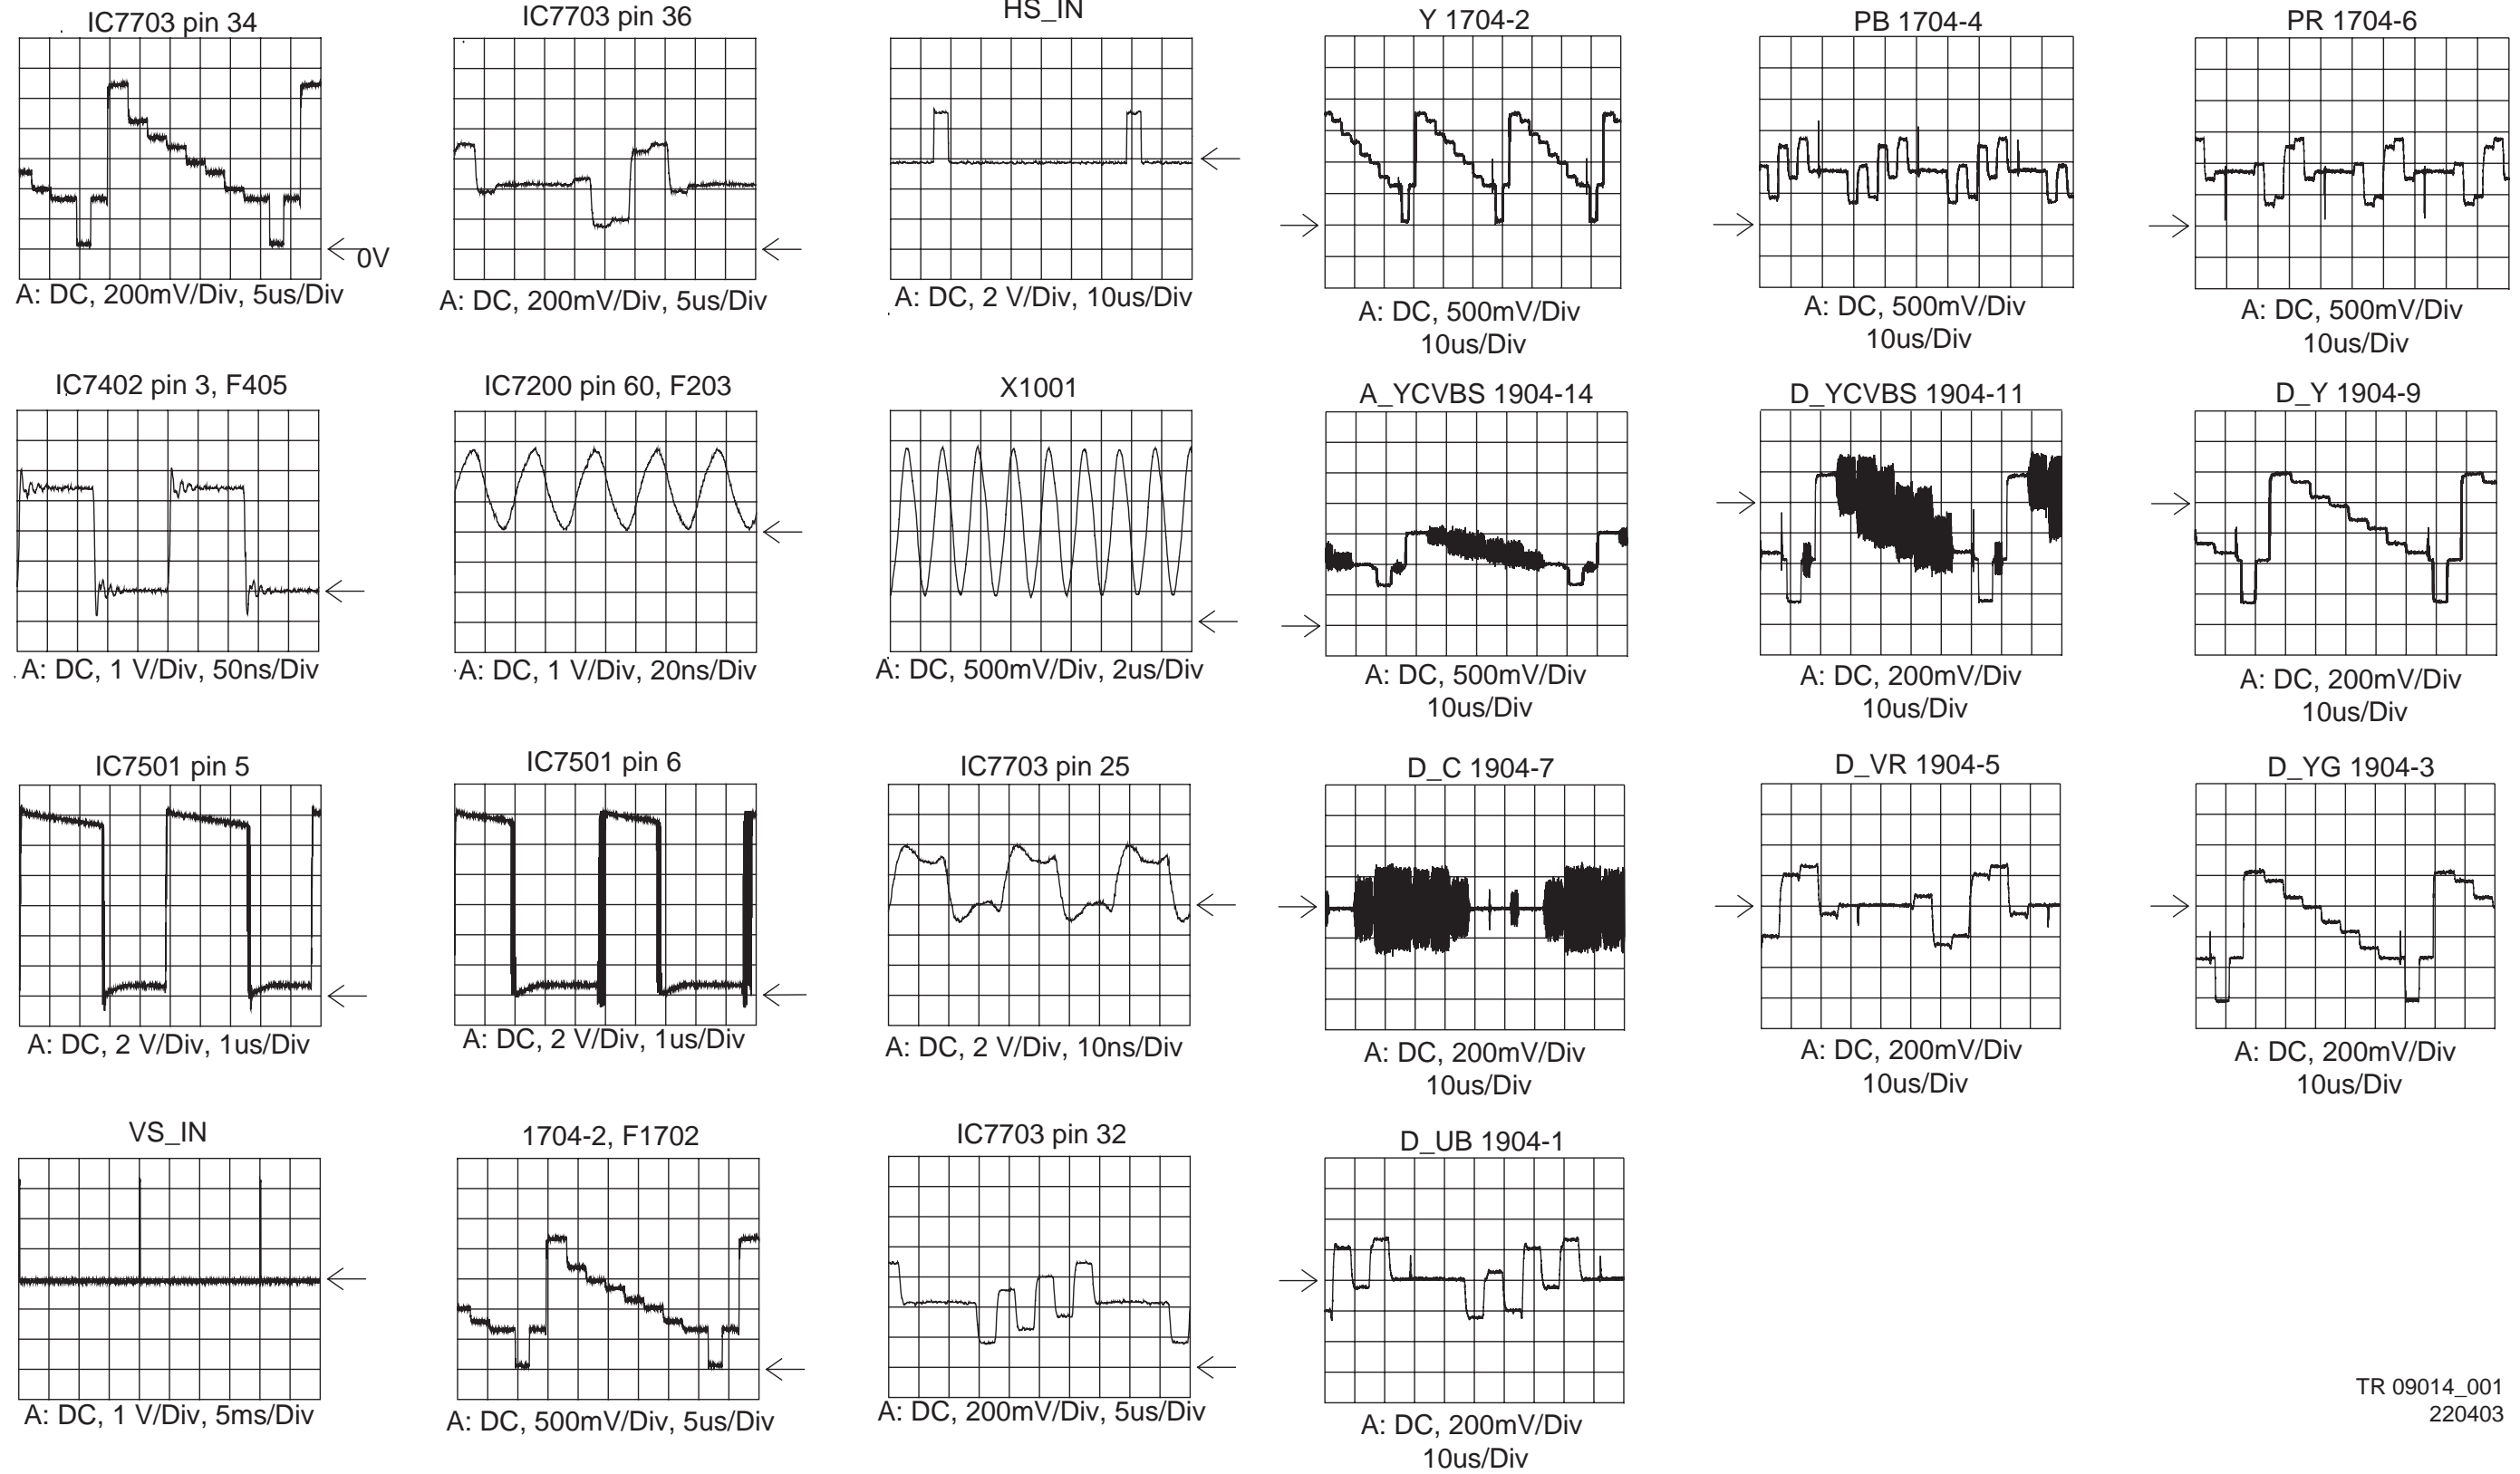 IC7703 pin 34
A: DC, 200mV/Div, 5us/Div
0V
IC7703 pin 36
A: DC, 200mV/Div, 5us/Div
HS_IN
A: DC, 2 V/Div, 10us/Div
Y 1704-2
A: DC, 500mV/Div
10us/Div
PB 1704-4
A: DC, 500mV/Div
10us/Div
PR 1704-6
A: DC, 500mV/Div
10us/Div
IC7402 pin 3, F405
A: DC, 1 V/Div, 50ns/Div
IC7200 pin 60, F203
A: DC, 1 V/Div, 20ns/Div
X1001
A: DC, 500mV/Div, 2us/Div
A_YCVBS 1904-14
A: DC, 500mV/Div
10us/Div
D_YCVBS 1904-11
A: DC, 200mV/Div
10us/Div
D_Y 1904-9
A: DC, 200mV/Div
10us/Div
IC7501 pin 5
A: DC, 2 V/Div, 1us/Div
IC7501 pin 6
A: DC, 2 V/Div, 1us/Div
IC7703 pin 25
A: DC, 2 V/Div, 10ns/Div
D_C 1904-7
A: DC, 200mV/Div
10us/Div
D_VR 1904-5
A: DC, 200mV/Div
10us/Div
D_YG 1904-3
A: DC, 200mV/Div
10us/Div
VS_IN
A: DC, 1 V/Div, 5ms/Div
1704-2, F1702
A: DC, 500mV/Div, 5us/Div
IC7703 pin 32
A: DC, 200mV/Div, 5us/Div
D_UB 1904-1
A: DC, 200mV/Div
10us/Div
TR 09014_001
220403